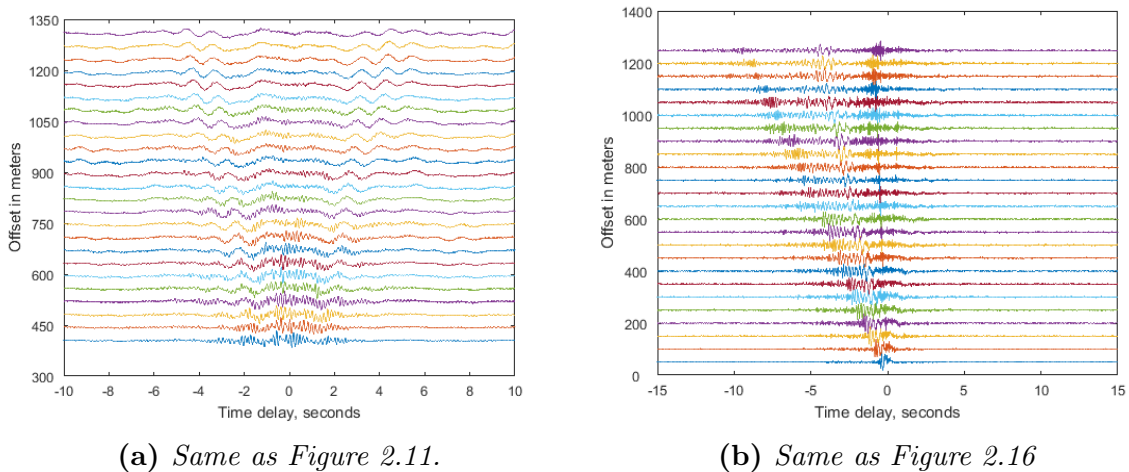 1350
1200
1050
900
750
600
450
300
-10 -8 -6 -4 -2 0 2 4 6 8 10
Time delay, seconds
Offset in meters
(a) Same as Figure 2.11.
1400
1200
1000
800
600
400
200
0
-15 -10 -5 0 5 10 15
Time delay, seconds
Offset in meters
(b) Same as Figure 2.16